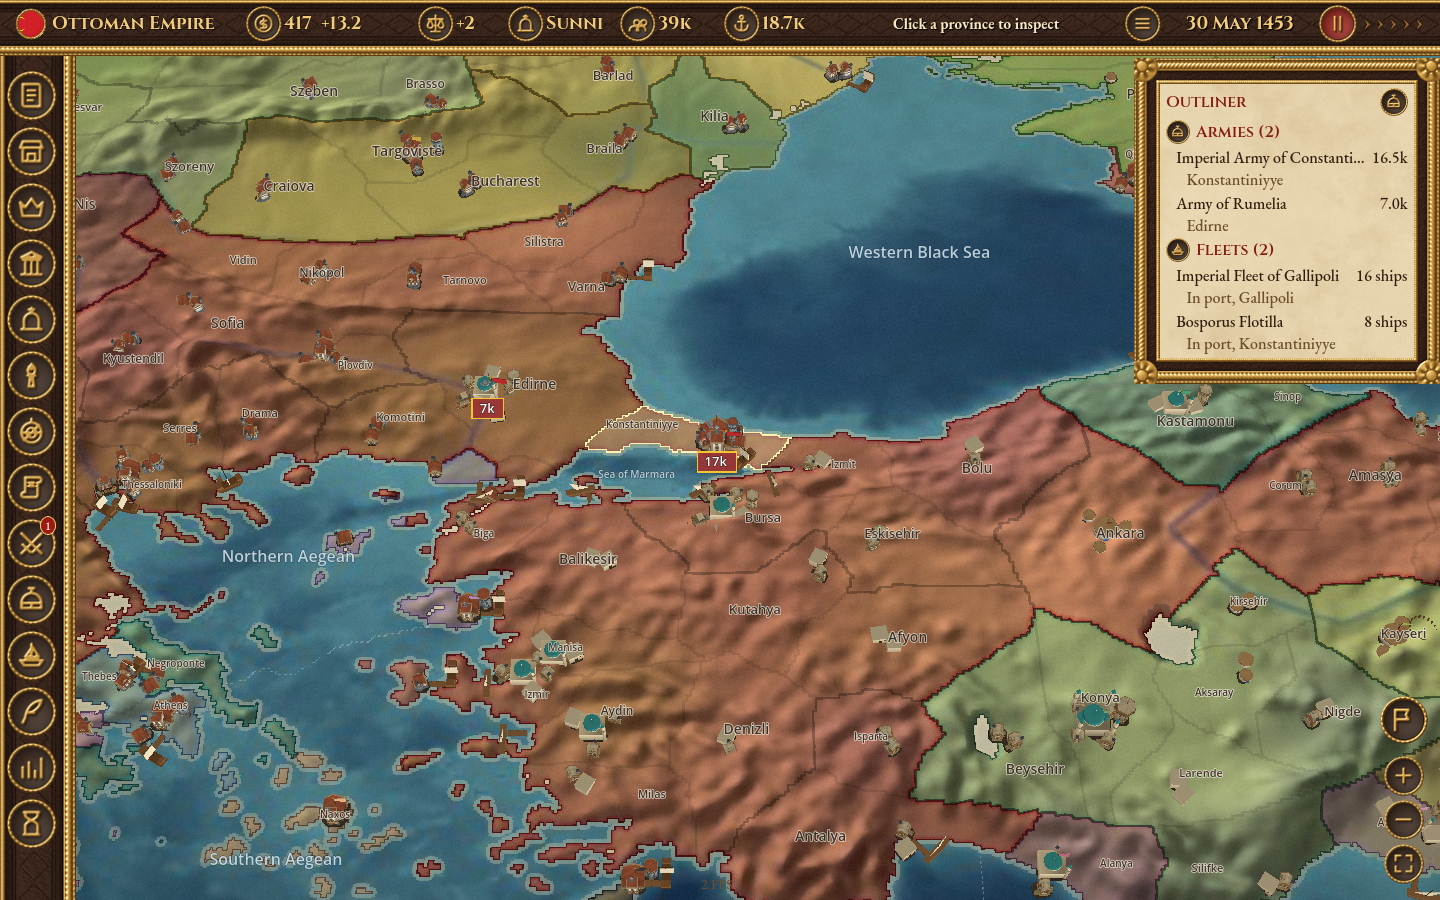 OTTOMAN EMPIRE 417 +13.2 +2 SUNNI 39K 18.7K Click a province to inspect 30 MAY 1453
OUTLINER
ARMIES (2)
Imperial Army of Constanti... 16.5k
Konstantiniyye
Army of Rumelia 7.0k
Edirne
FLEETS (2)
Imperial Fleet of Gallipoli 16 ships
In port, Gallipoli
Bosporus Flotilla 8 ships
In port, Konstantiniyye
1
Szeben
Brasso
Barlad
esvar
Kilia
Targoviste
Braila
Szoreny
Craiova
Bucharest
Nis
Silistra
Vidin
Nikopol
Tarnovo
Varna
Western Black Sea
Sofia
Kyustendil
Plovdiv
Edirne
7k
Sinop
Kastamonu
Drama
Komotini
Serres
Konstantiniyye
17k
Sea of Marmara
Izmit
Bolu
Thessaloniki
Corum
Amasya
Bursa
Biga
Eskisehir
Ankara
Northern Aegean
Balikesir
Kutahya
Kirsehir
Kayseri
Afyon
Manisa
Negroponte
Thebes
Izmir
Athens
Aksaray
Konya
Nigde
Aydin
Denizli
Isparta
Beysehir
Larende
Milas
Naxos
Antalya
Southern Aegean
Alanya
Silifke